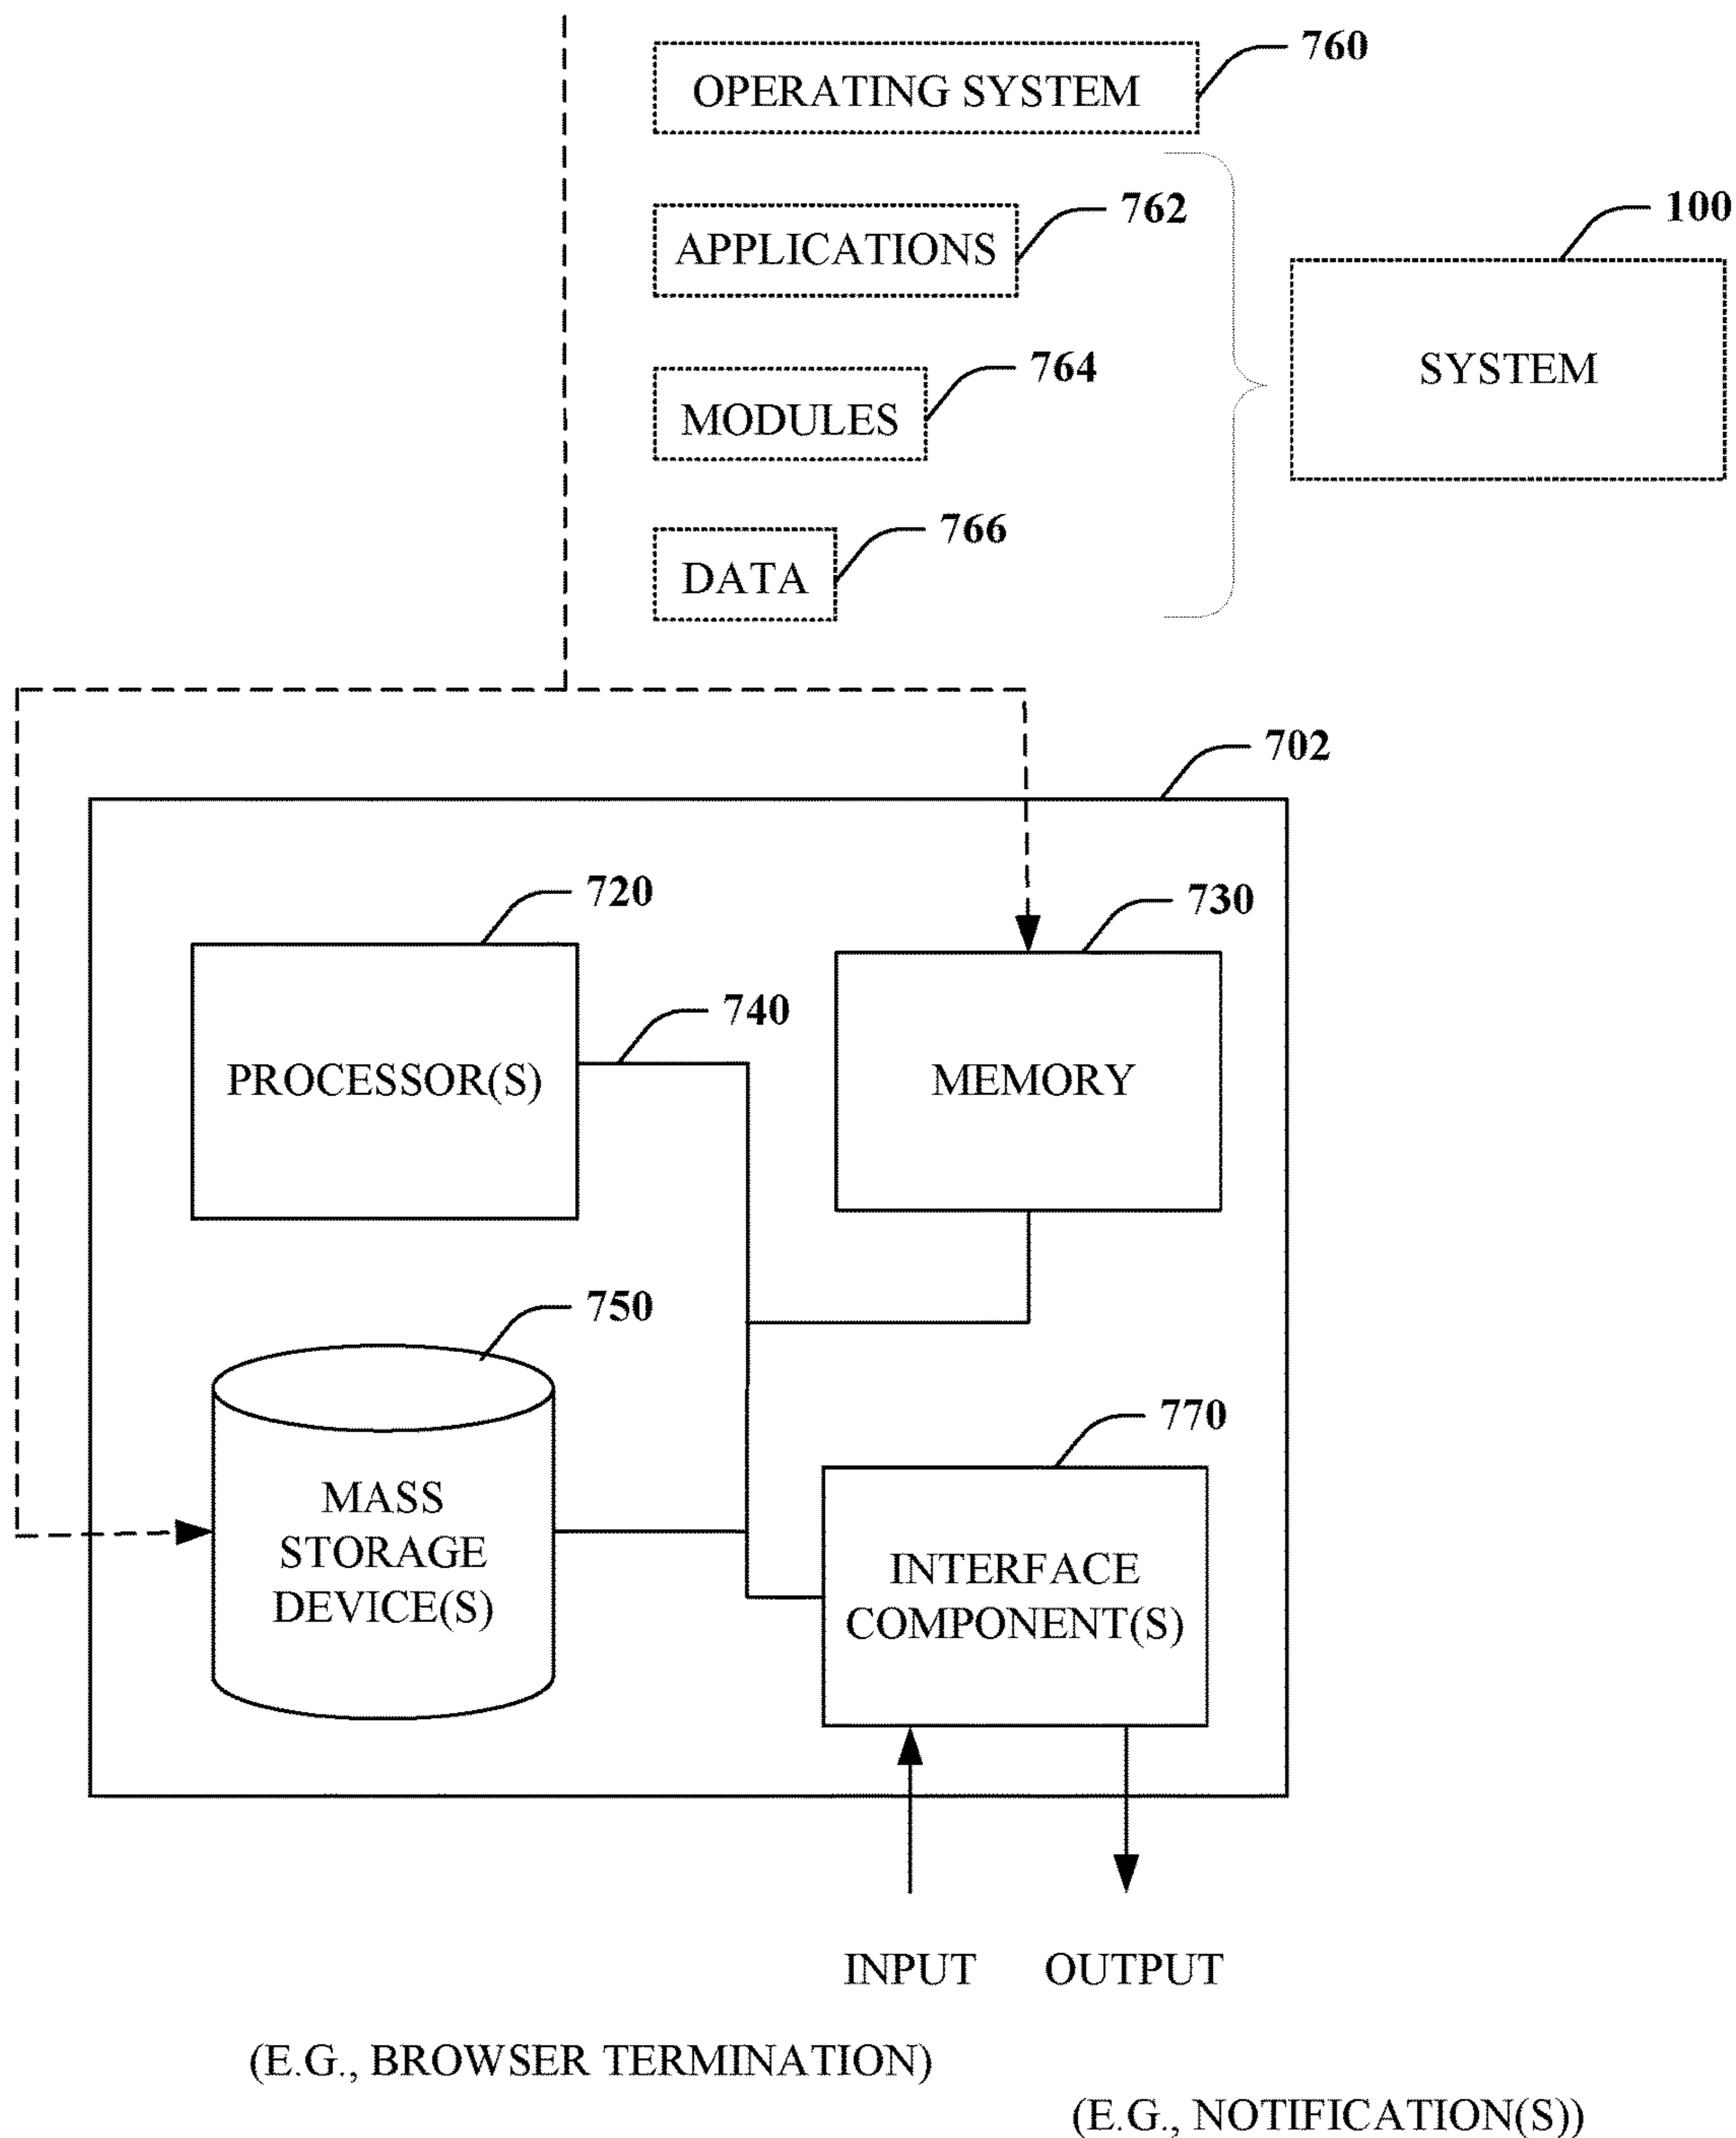 760
OPERATING SYSTEM
762
100
APPLICATIONS
764
SYSTEM
MODULES
766
DATA
702
720
730
740
PROCESSOR(S)
MEMORY
750
770
MASS
STORAGE
DEVICE(S)
INTERFACE
COMPONENT(S)
INPUT
OUTPUT
(E.G., BROWSER TERMINATION)
(E.G., NOTIFICATION(S))